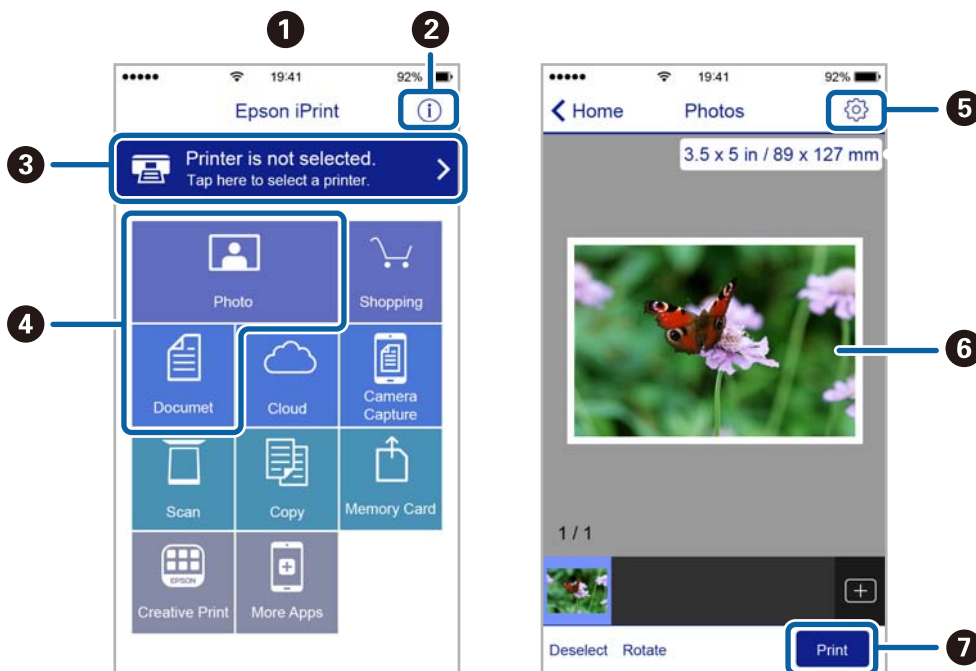 1
2
19:41
92%
Epson iPrint
i
3
Printer is not selected.
Tap here to select a printer.
4
Photo
Shopping
Documet
Cloud
Camera
Capture
Scan
Copy
Memory Card
EPSON
Creative Print
More Apps
19:41
92%
Home
Photos
5
3.5 x 5 in / 89 x 127 mm
6
1 / 1
Deselect
Rotate
Print
7